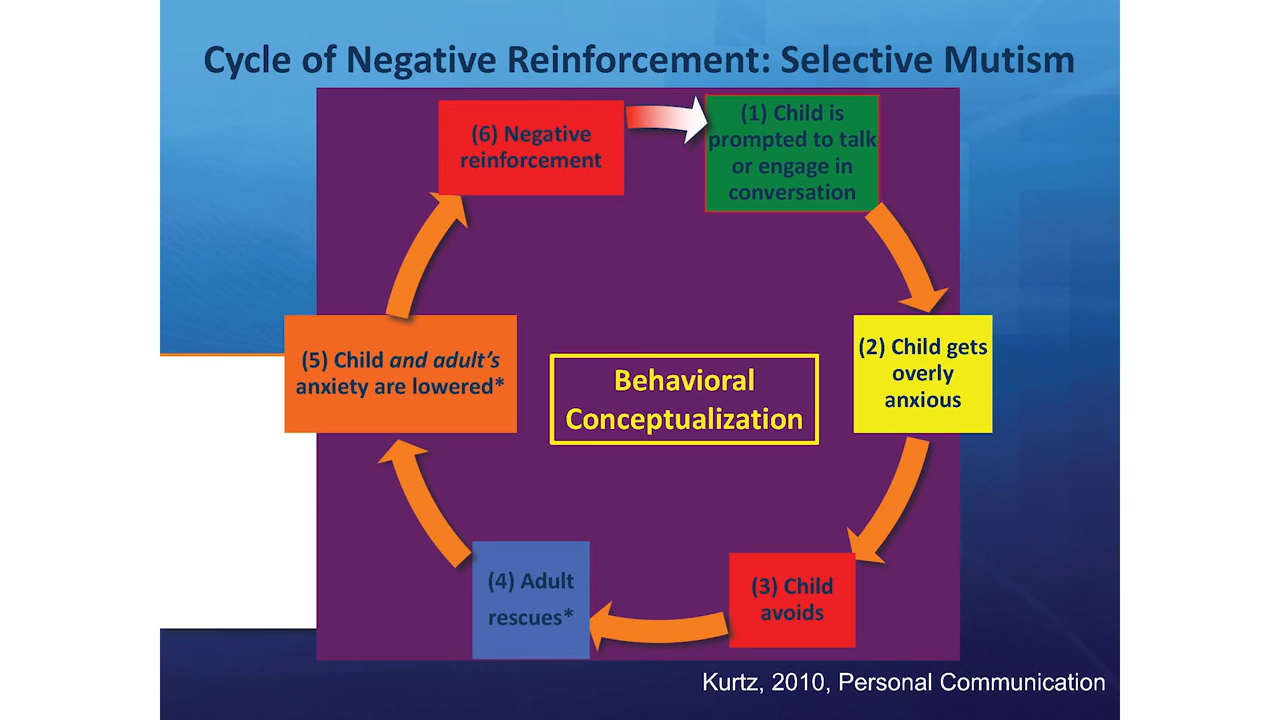 Cycle of Negative Reinforcement: Selective Mutism
(1) Child is
prompted to talk
or engage in
conversation
(2) Child gets
overly
anxious
(3) Child
avoids
(4) Adult
rescues*
(5) Child and adult’s
anxiety are lowered*
(6) Negative
reinforcement
Behavioral
Conceptualization
Kurtz, 2010, Personal Communication